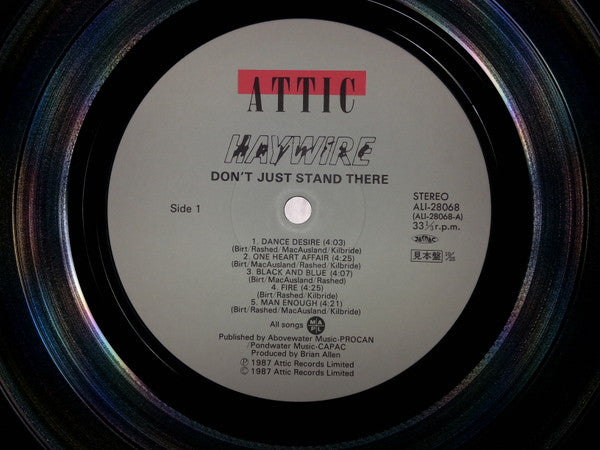 ATTIC
HAYWIRE
DON'T JUST STAND THERE
Side 1
STEREO
ALI-28068
(ALI-28068-A)
33⅓ r.p.m.
JASRAC
見本盤
1. DANCE DESIRE (4:03)
(Birt/Rashed/MacAusland/Kilbride)
2. ONE HEART AFFAIR (4:25)
(Birt/Rashed/MacAusland/Kilbride)
3. BLACK AND BLUE (4:07)
(Birt/MacAusland/Rashed)
4. FIRE (4:25)
(Birt/Rashed/Kilbride)
5. MAN ENOUGH (4:21)
(Birt/Rashed/MacAusland/Kilbride)
All songs MAPL
Published by Abovewater Music-PROCAN
/Pondwater Music-CAPAC
Produced by Brian Allen
Ⓟ 1987 Attic Records Limited
© 1987 Attic Records Limited